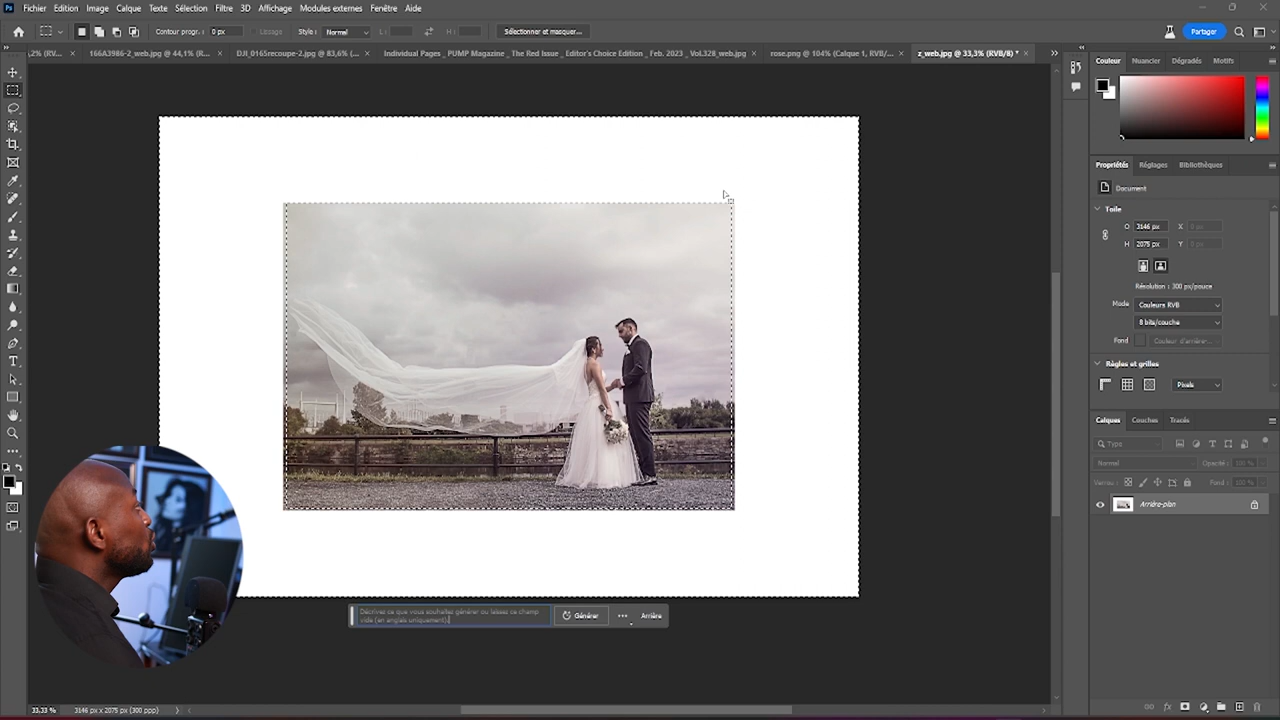 Ps Fichier Edition Image Calque Texte Sélection Filtre 3D Affichage Modules externes Fenêtre Aide
Contour progr. : 0 px Lissage Style : Normal L : H : Sélectionner et masquer... Partager
,2% (RV... × 166A3986-2_web.jpg @ 44,1% (R... × DJI_0165recoupe-2.jpg @ 83,6% (... × Individual Pages _ PUMP Magazine _ The Red Issue _ Editor's Choice Edition _ Feb. 2023 _ Vol.328_web.jpg × rose.png @ 104% (Calque 1, RVB/... × z_web.jpg @ 33,3% (RVB/8) * ×
Couleur Nuancier Dégradés Motifs
Propriétés Réglages Bibliothèques
Document
Toile
3146 px X 0 px
H 2075 px Y 0 px
Résolution : 300 px/pouce
Mode Couleurs RVB
8 bits/couche
Fond Couleur d'arrière-...
Règles et grilles
Pixels
Calques Couches Tracés
Type
Normal Opacité : 100 %
Verrou : Fond : 100 %
Arrière-plan
Décrivez ce que vous souhaitez générer ou laissez ce champ
vide (en anglais uniquement).
Générer ... Arrière
33,33 % 3146 px x 2075 px (300 ppp)
fx